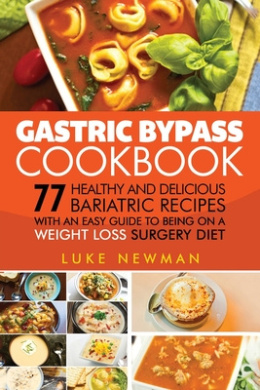 GASTRIC BYPASS
COOKBOOK
77 HEALTHY AND DELICIOUS
BARIATRIC RECIPES
WITH AN EASY GUIDE TO BEING ON A
WEIGHT LOSS SURGERY DIET
LUKE NEWMAN